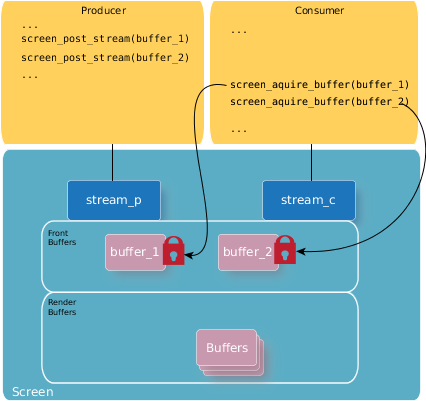 Producer
...
screen_post_stream(buffer_1)
screen_post_stream(buffer_2)
...
Consumer
...
screen_aquire_buffer(buffer_1)
screen_aquire_buffer(buffer_2)
...
stream_p
stream_c
Front
Buffers
buffer_1
buffer_2
Render
Buffers
Buffers
Screen